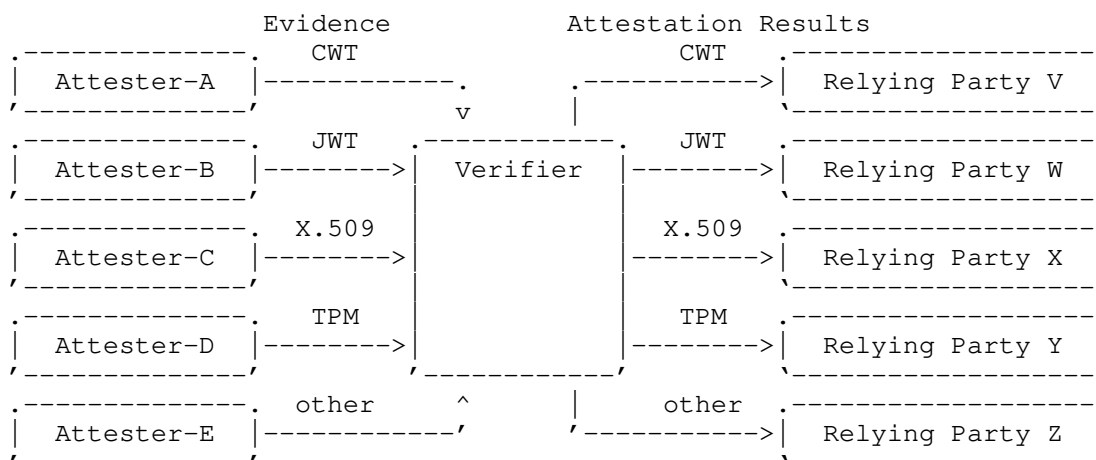 Evidence Attestation Results
CWT CWT
Attester-A Relying Party V
JWT JWT
Attester-B Verifier Relying Party W
X.509 X.509
Attester-C Relying Party X
TPM TPM
Attester-D Relying Party Y
other other
Attester-E Relying Party Z